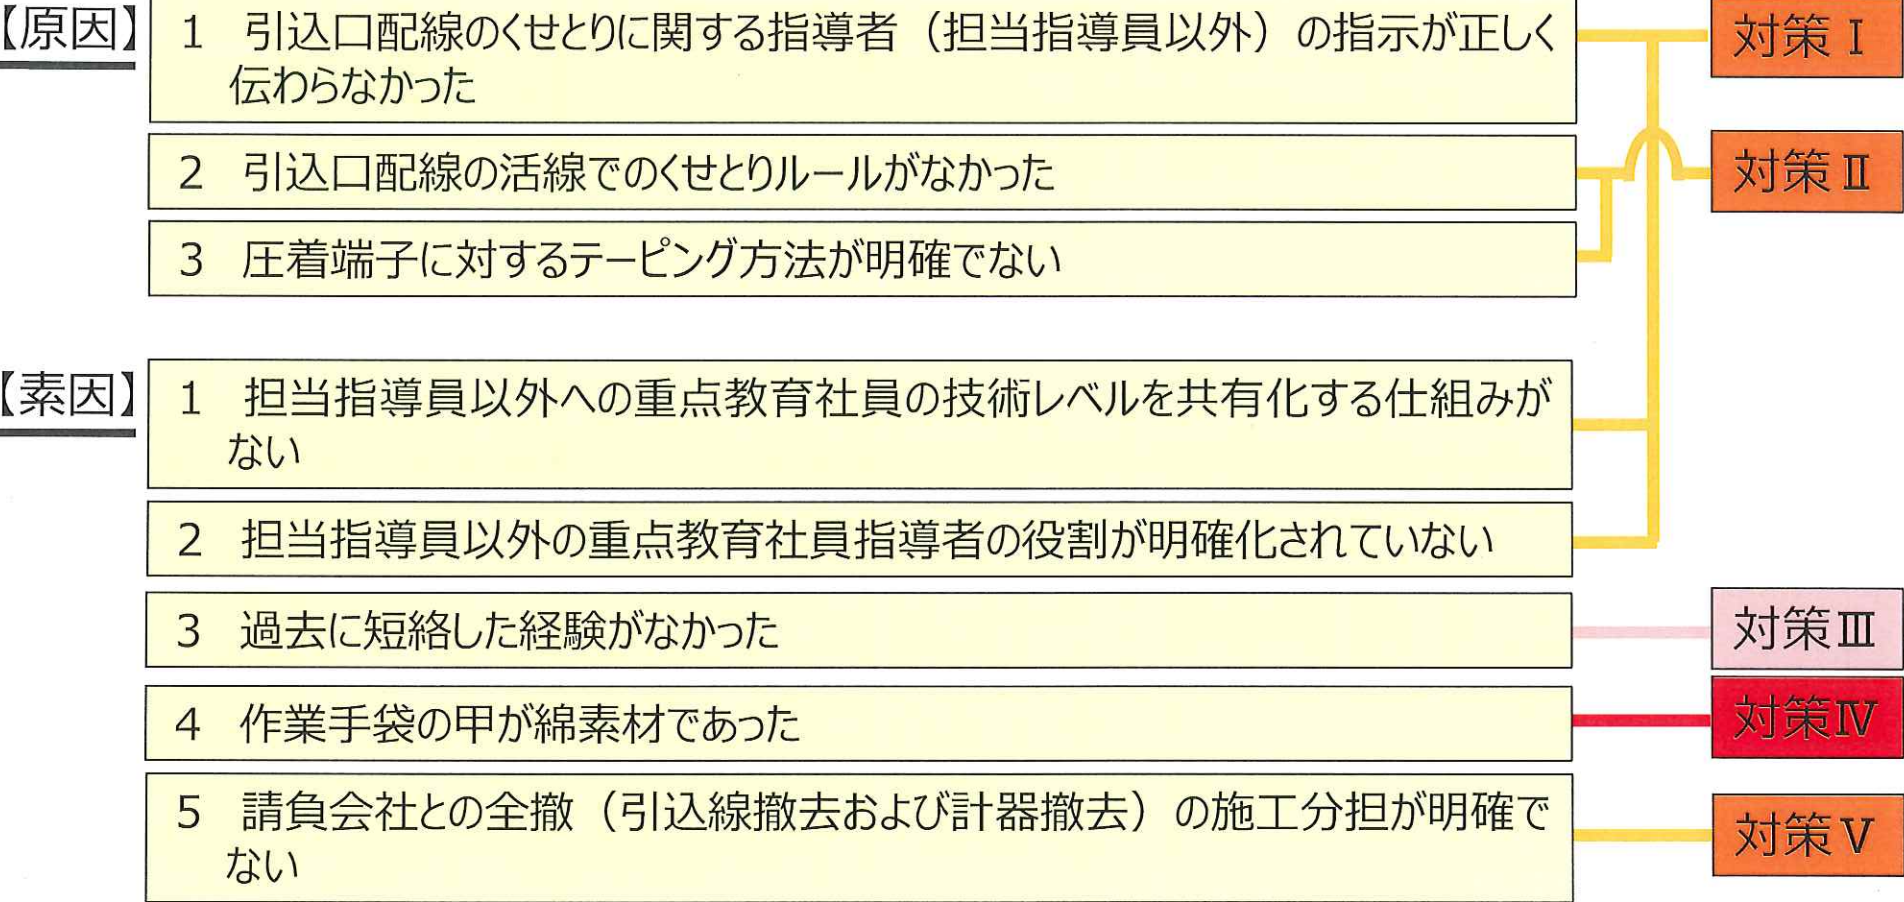 【原因】
1 引込口配線のくせとりに関する指導者（担当指導員以外）の指示が正しく
伝わらなかった
対策Ⅰ
2 引込口配線の活線でのくせとりルールがなかった
対策Ⅱ
3 圧着端子に対するテーピング方法が明確でない
【素因】
1 担当指導員以外への重点教育社員の技術レベルを共有化する仕組みが
ない
2 担当指導員以外の重点教育社員指導者の役割が明確化されていない
3 過去に短絡した経験がなかった
対策Ⅲ
4 作業手袋の甲が綿素材であった
対策Ⅳ
5 請負会社との全撤（引込線撤去および計器撤去）の施工分担が明確で
ない
対策Ⅴ